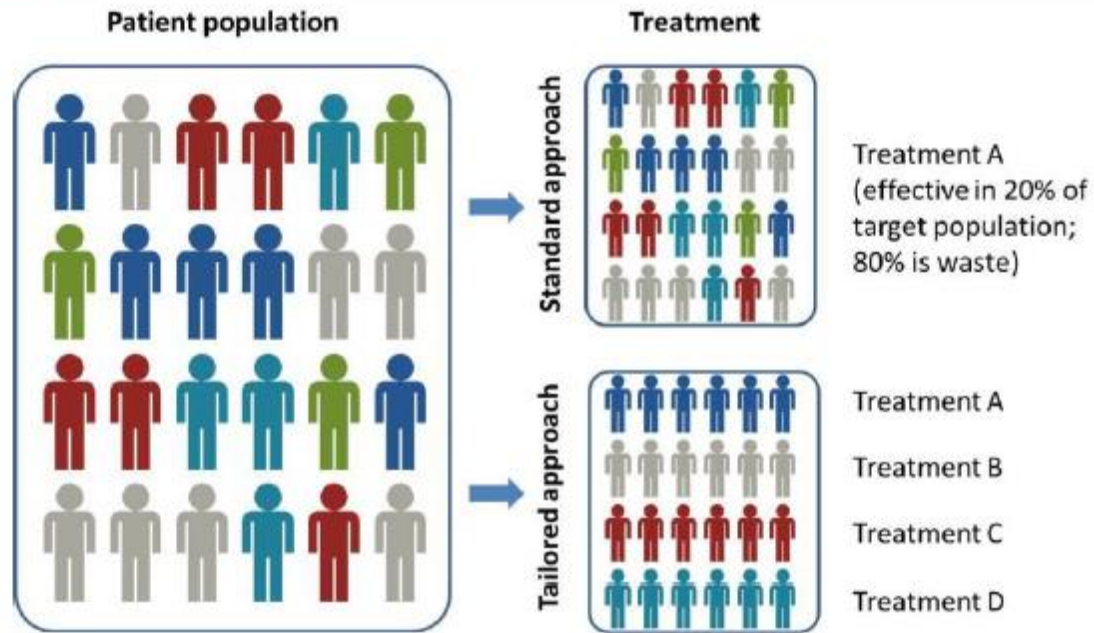 Patient population
Treatment
Standard approach
Treatment A
(effective in 20% of
target population;
80% is waste)
Tailored approach
Treatment A
Treatment B
Treatment C
Treatment D